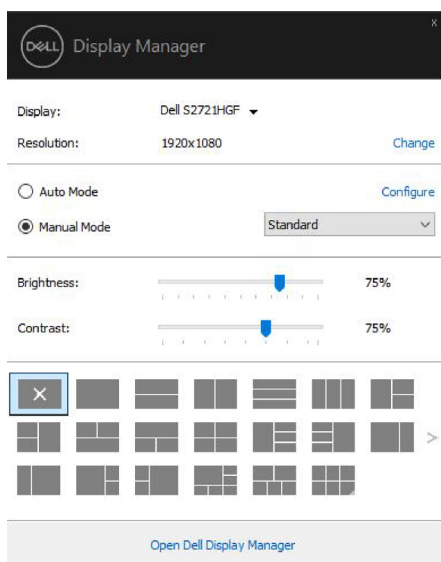 x
DELL Display Manager
Display: Dell S2721HGF
Resolution: 1920x1080 Change
Auto Mode Configure
Manual Mode Standard
Brightness: 75%
Contrast: 75%
>
Open Dell Display Manager